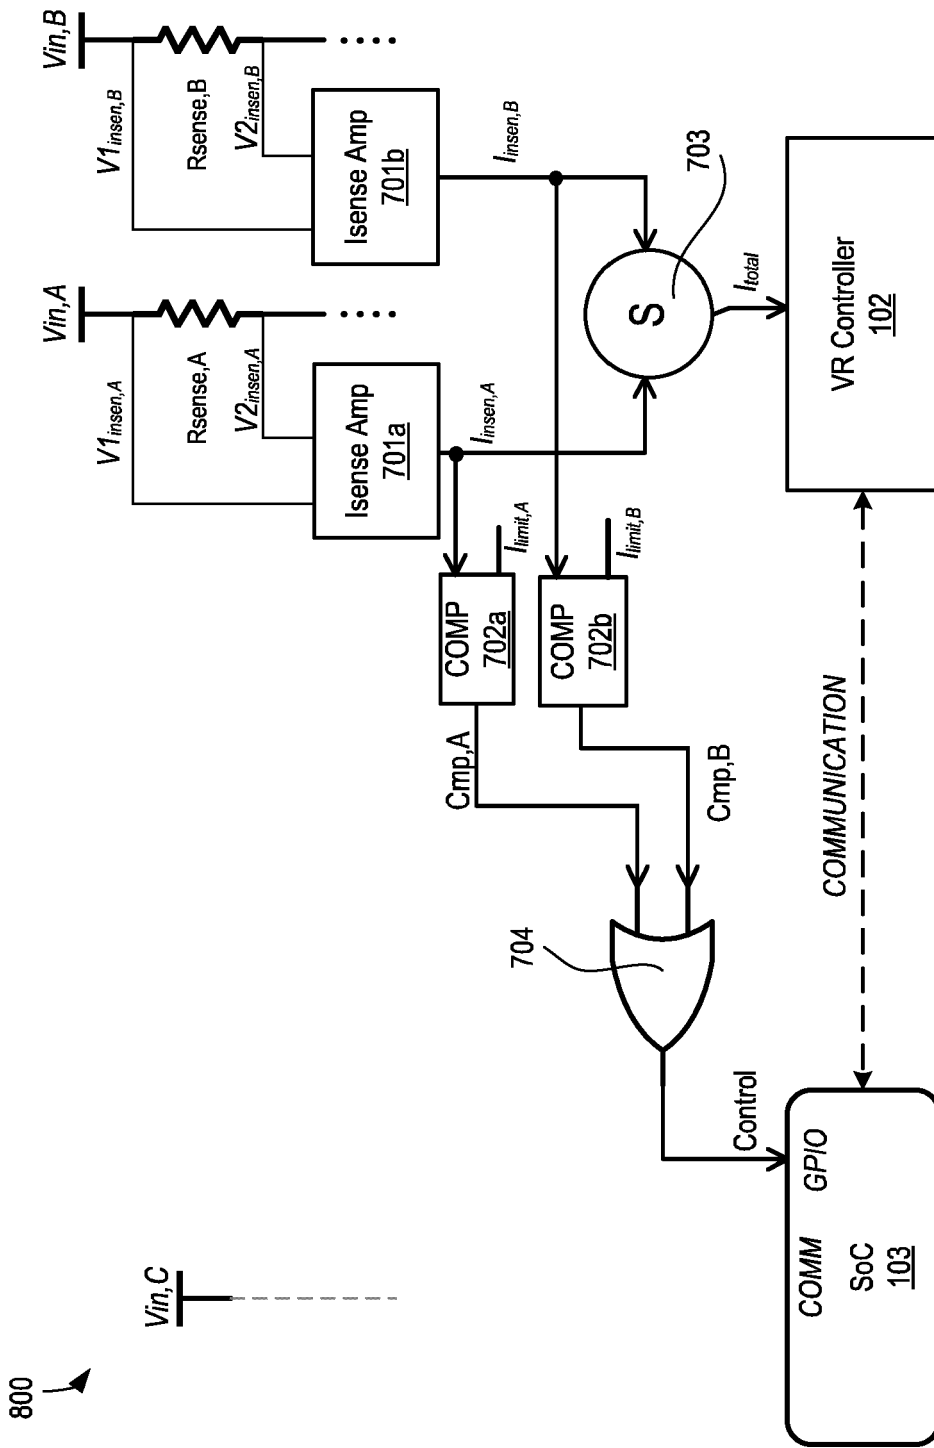 800
Vin,C
Vin,A
Vin,B
V1insen,A
Rsense,A
V2insen,A
V1insen,B
Rsense,B
V2insen,B
Isense Amp
701a
Isense Amp
701b
Iinsen,A
Iinsen,B
COMP
702a
Ilimit,A
COMP
702b
Ilimit,B
Cmp,A
Cmp,B
704
S
703
Itotal
Control
COMMUNICATION
COMM
GPIO
SoC
103
VR Controller
102